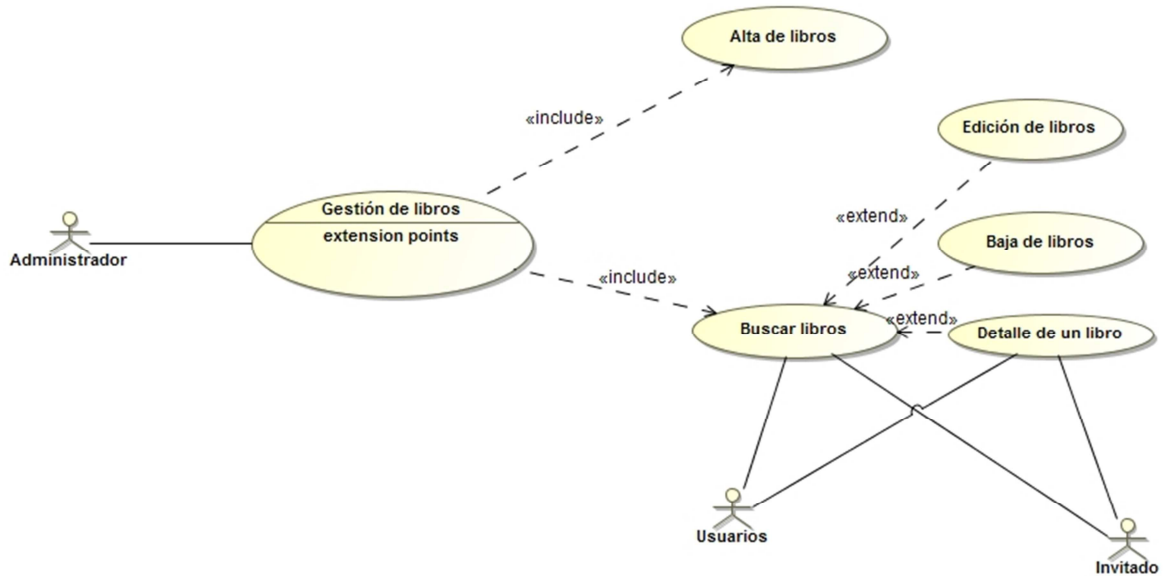 Alta de libros
«include»
Edición de libros
Gestión de libros
extension points
«extend»
Administrador
Baja de libros
«include»
«extend»
«extend»
Buscar libros
Detalle de un libro
Usuarios
Invitado